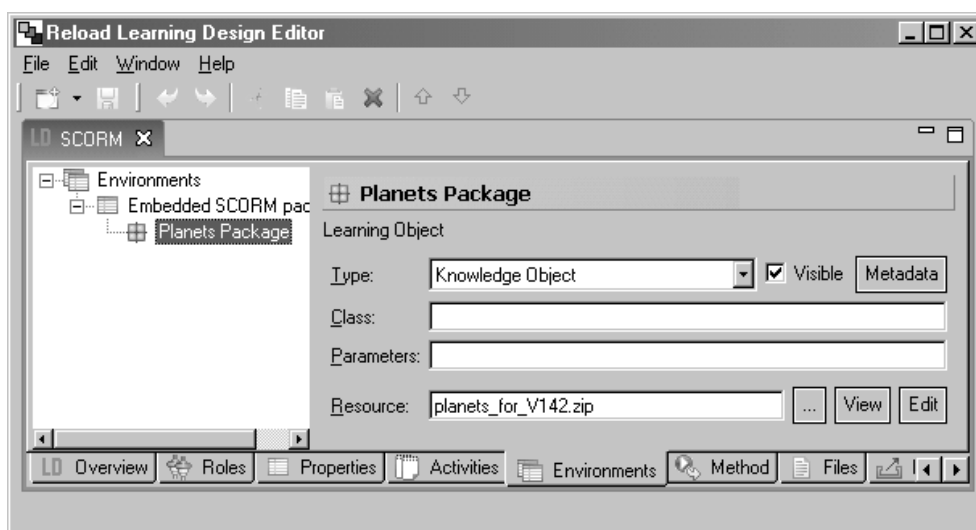 Reload Learning Design Editor
File Edit Window Help
LD SCORM
Environments
Embedded SCORM pac
Planets Package
Planets Package
Learning Object
Type: Knowledge Object Visible Metadata
Class:
Parameters:
Resource: planets_for_V142.zip ... View Edit
LD Overview Roles Properties Activities Environments Method Files